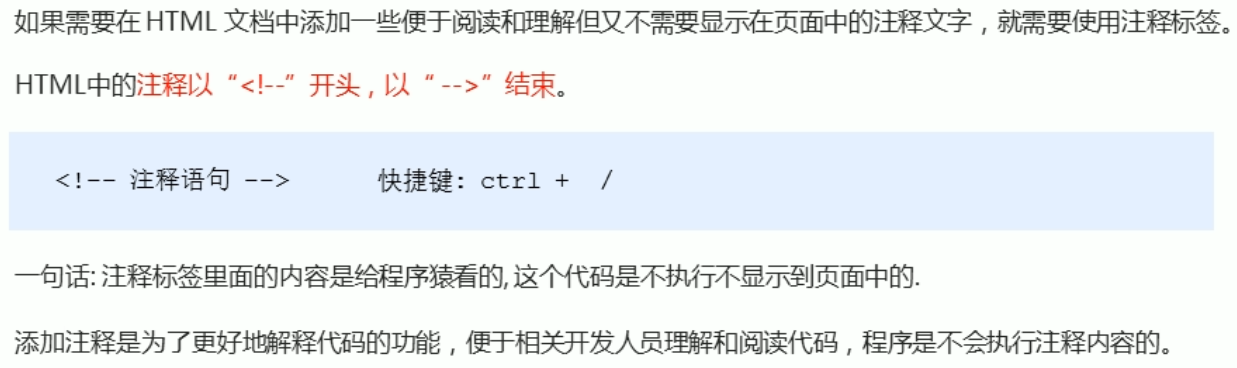 如果需要在 HTML 文档中添加一些便于阅读和理解但又不需要显示在页面中的注释文字，就需要使用注释标签。
HTML中的注释以“<!--”开头，以“ -->”结束。
<!-- 注释语句 -->      快捷键: ctrl +  /
一句话: 注释标签里面的内容是给程序猿看的, 这个代码是不执行不显示到页面中的.
添加注释是为了更好地解释代码的功能，便于相关开发人员理解和阅读代码，程序是不会执行注释内容的。